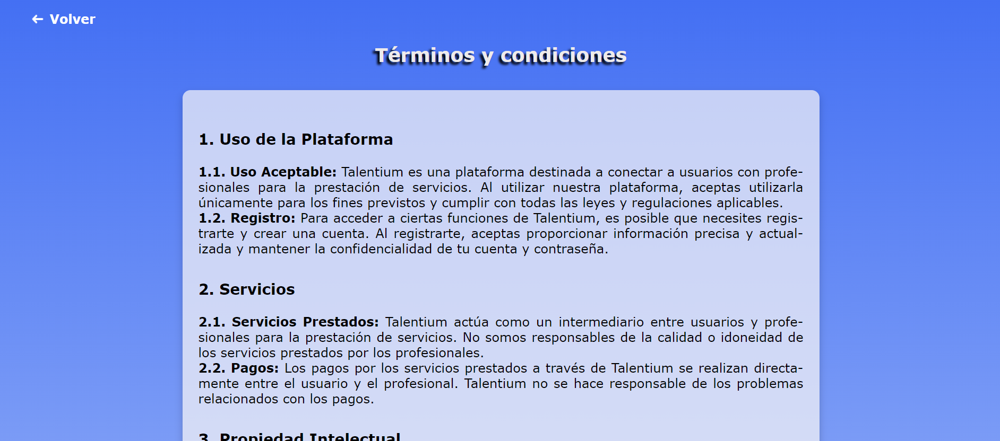 ← Volver
Términos y condiciones
1. Uso de la Plataforma
1.1. Uso Aceptable: Talentium es una plataforma destinada a conectar a usuarios con profe-
sionales para la prestación de servicios. Al utilizar nuestra plataforma, aceptas utilizarla
únicamente para los fines previstos y cumplir con todas las leyes y regulaciones aplicables.
1.2. Registro: Para acceder a ciertas funciones de Talentium, es posible que necesites regis-
trarte y crear una cuenta. Al registrarte, aceptas proporcionar información precisa y actual-
izada y mantener la confidencialidad de tu cuenta y contraseña.
2. Servicios
2.1. Servicios Prestados: Talentium actúa como un intermediario entre usuarios y profe-
sionales para la prestación de servicios. No somos responsables de la calidad o idoneidad de
los servicios prestados por los profesionales.
2.2. Pagos: Los pagos por los servicios prestados a través de Talentium se realizan directa-
mente entre el usuario y el profesional. Talentium no se hace responsable de los problemas
relacionados con los pagos.
3. Propiedad Intelectual